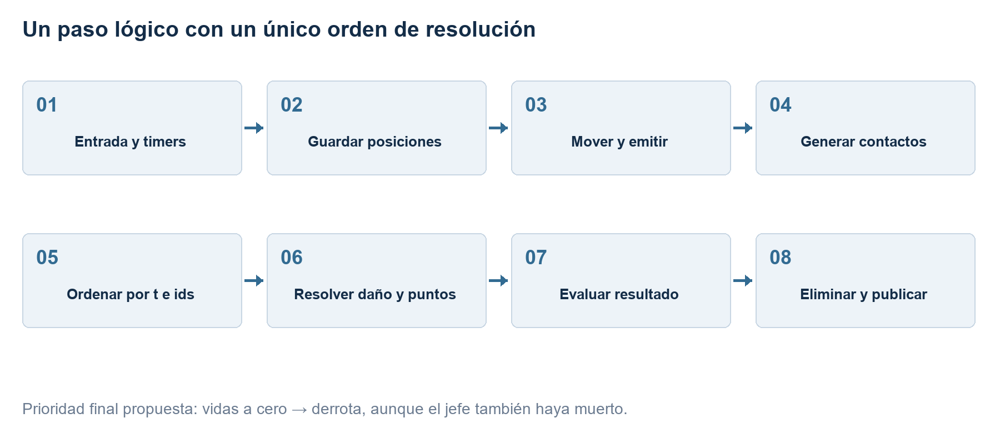 Un paso lógico con un único orden de resolución
01
Entrada y timers
02
Guardar posiciones
03
Mover y emitir
04
Generar contactos
05
Ordenar por t e ids
06
Resolver daño y puntos
07
Evaluar resultado
08
Eliminar y publicar
Prioridad final propuesta: vidas a cero → derrota, aunque el jefe también haya muerto.